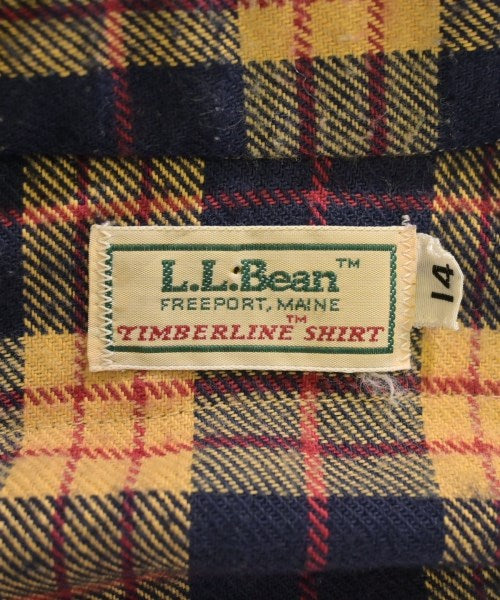 L.L.Bean™
FREEPORT, MAINE
TIMBERLINE™ SHIRT
14